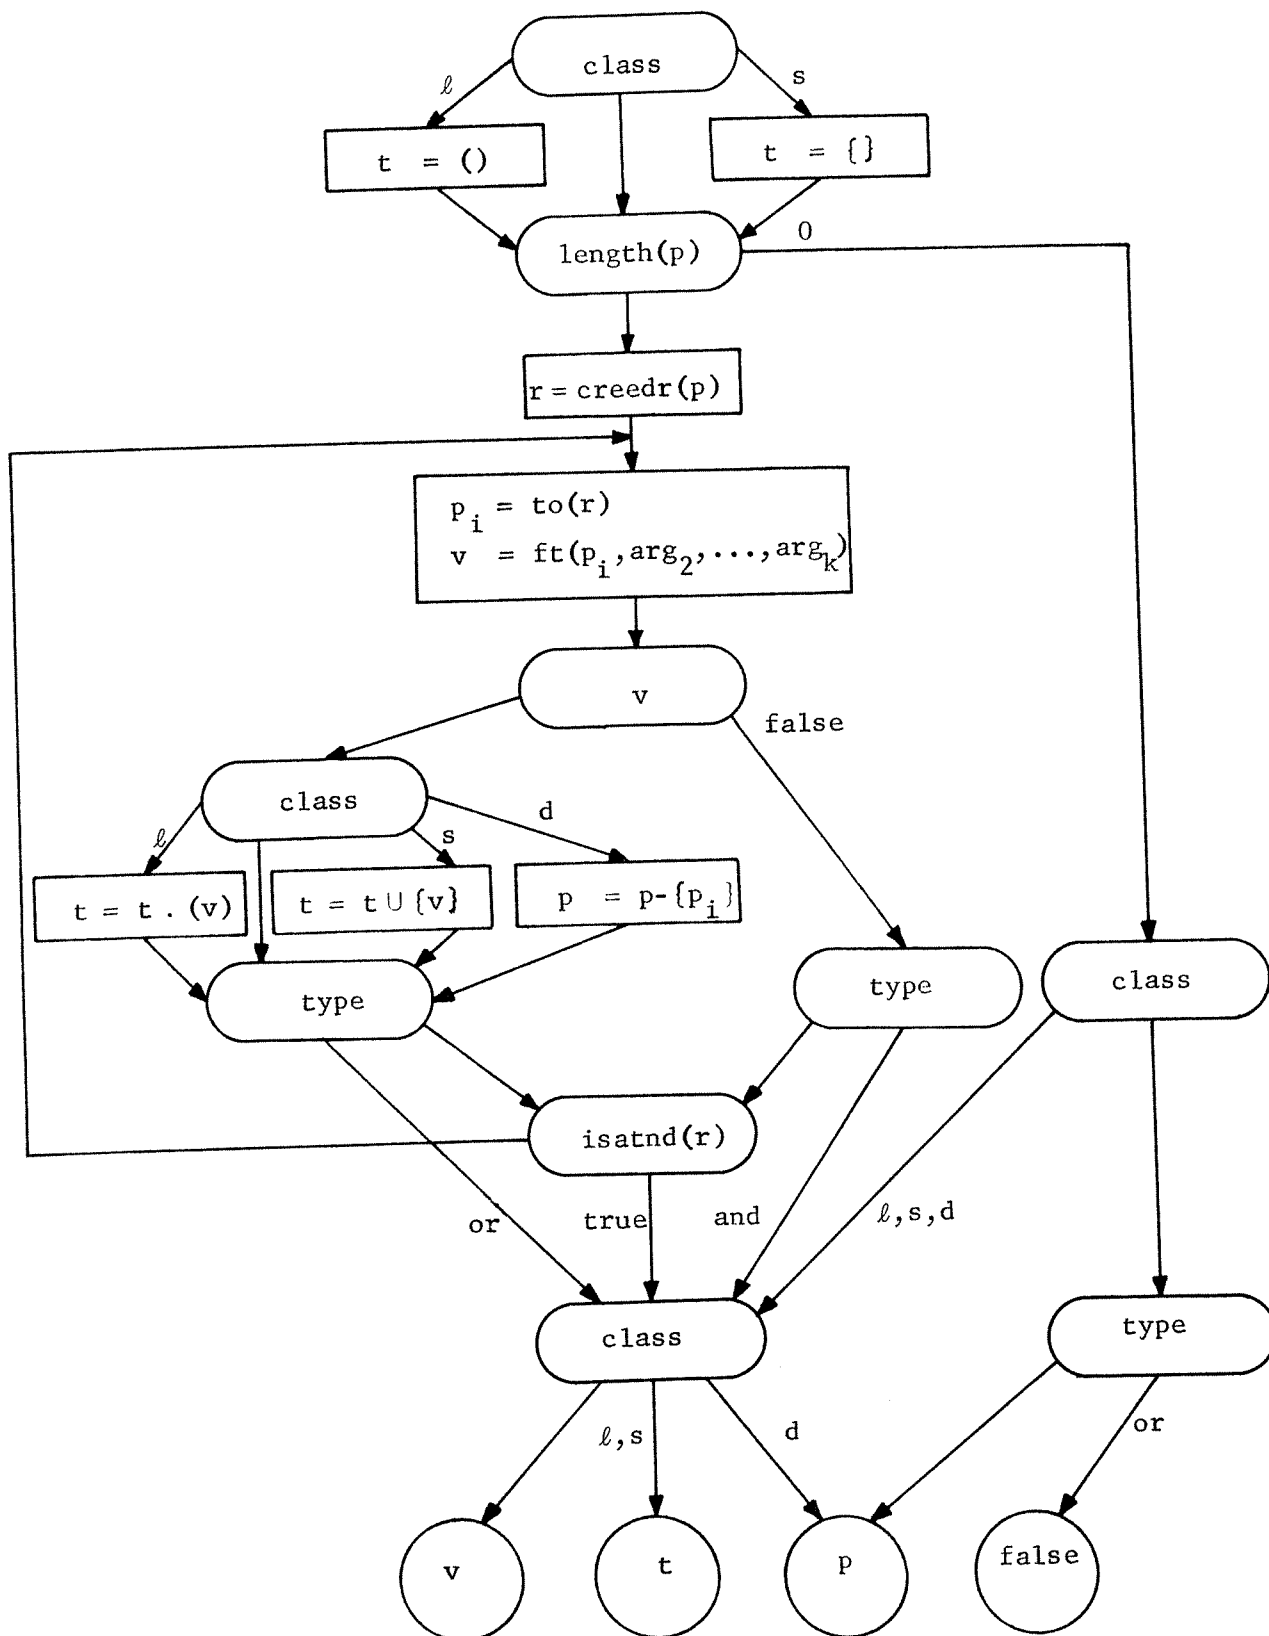 class
ℓ
s
t = ()
t = {}
length(p)
0
r = creedr(p)
p_i = to(r)
v = ft(p_i,arg_2,...,arg_k)
v
false
class
ℓ
s
d
t = t . (v)
t = t ∪ {v}
p = p-{p_i}
type
type
class
isatnd(r)
or
true
and
ℓ,s,d
class
type
ℓ,s
d
or
v
t
p
false